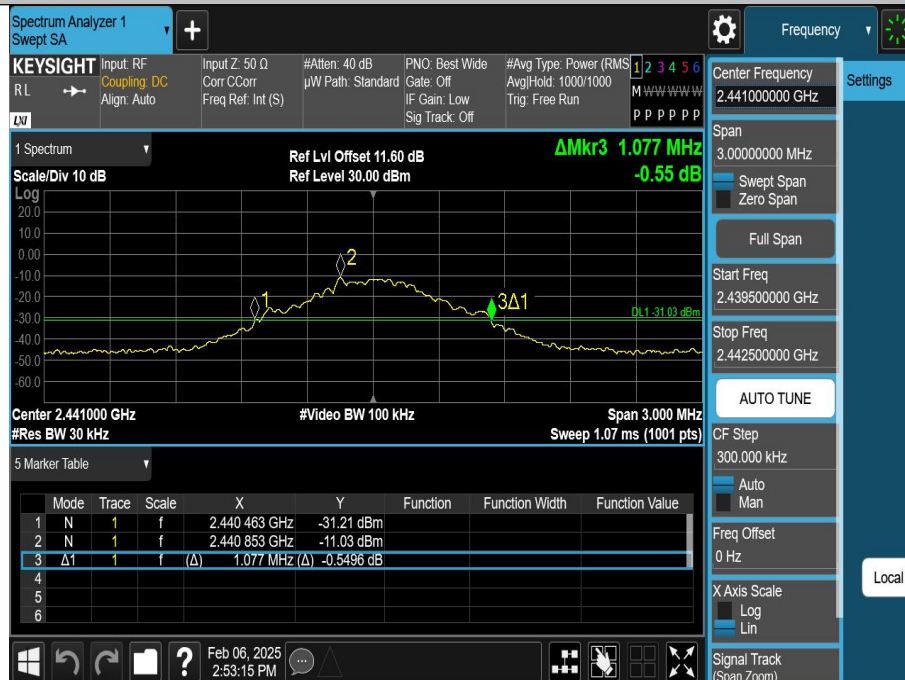 Spectrum Analyzer 1
Swept SA
+
Frequency
KEYSIGHT
RL
LXI
Input: RF
Coupling: DC
Align: Auto
Input Z: 50 Ω
Corr CCorr
Freq Ref: Int (S)
#Atten: 40 dB
µW Path: Standard
PNO: Best Wide
Gate: Off
IF Gain: Low
Sig Track: Off
#Avg Type: Power (RMS
Avg|Hold: 1000/1000
Trig: Free Run
1 2 3 4 5 6
M W W W W W
P P P P P P
1 Spectrum
Scale/Div 10 dB
Ref Lvl Offset 11.60 dB
Ref Level 30.00 dBm
ΔMkr3 1.077 MHz
-0.55 dB
Log
20.0
10.0
0.00
-10.0
-20.0
-30.0
-40.0
-50.0
-60.0
1
2
3Δ1
DL1 -31.03 dBm
Center 2.441000 GHz
#Video BW 100 kHz
Span 3.000 MHz
#Res BW 30 kHz
Sweep 1.07 ms (1001 pts)
5 Marker Table
Mode Trace Scale X Y Function Function Width Function Value
1 N 1 f 2.440 463 GHz -31.21 dBm
2 N 1 f 2.440 853 GHz -11.03 dBm
3 Δ1 1 f (Δ) 1.077 MHz (Δ) -0.5496 dB
4
5
6
?
Feb 06, 2025
2:53:15 PM
Center Frequency
2.441000000 GHz
Settings
Span
3.00000000 MHz
Swept Span
Zero Span
Full Span
Start Freq
2.439500000 GHz
Stop Freq
2.442500000 GHz
AUTO TUNE
CF Step
300.000 kHz
Auto
Man
Freq Offset
0 Hz
Local
X Axis Scale
Log
Lin
Signal Track
(Span Zoom)